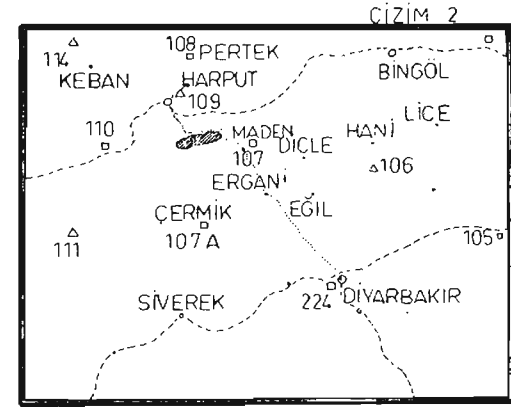 ÇİZİM 2
114
KEBAN
108
PERTEK
HARPUT
109
BİNGÖL
110
MADEN
107
DİCLE
HANİ
LİCE
106
ERGANİ
EĞİL
ÇERMİK
107A
111
105
SİVEREK
224
DİYARBAKIR